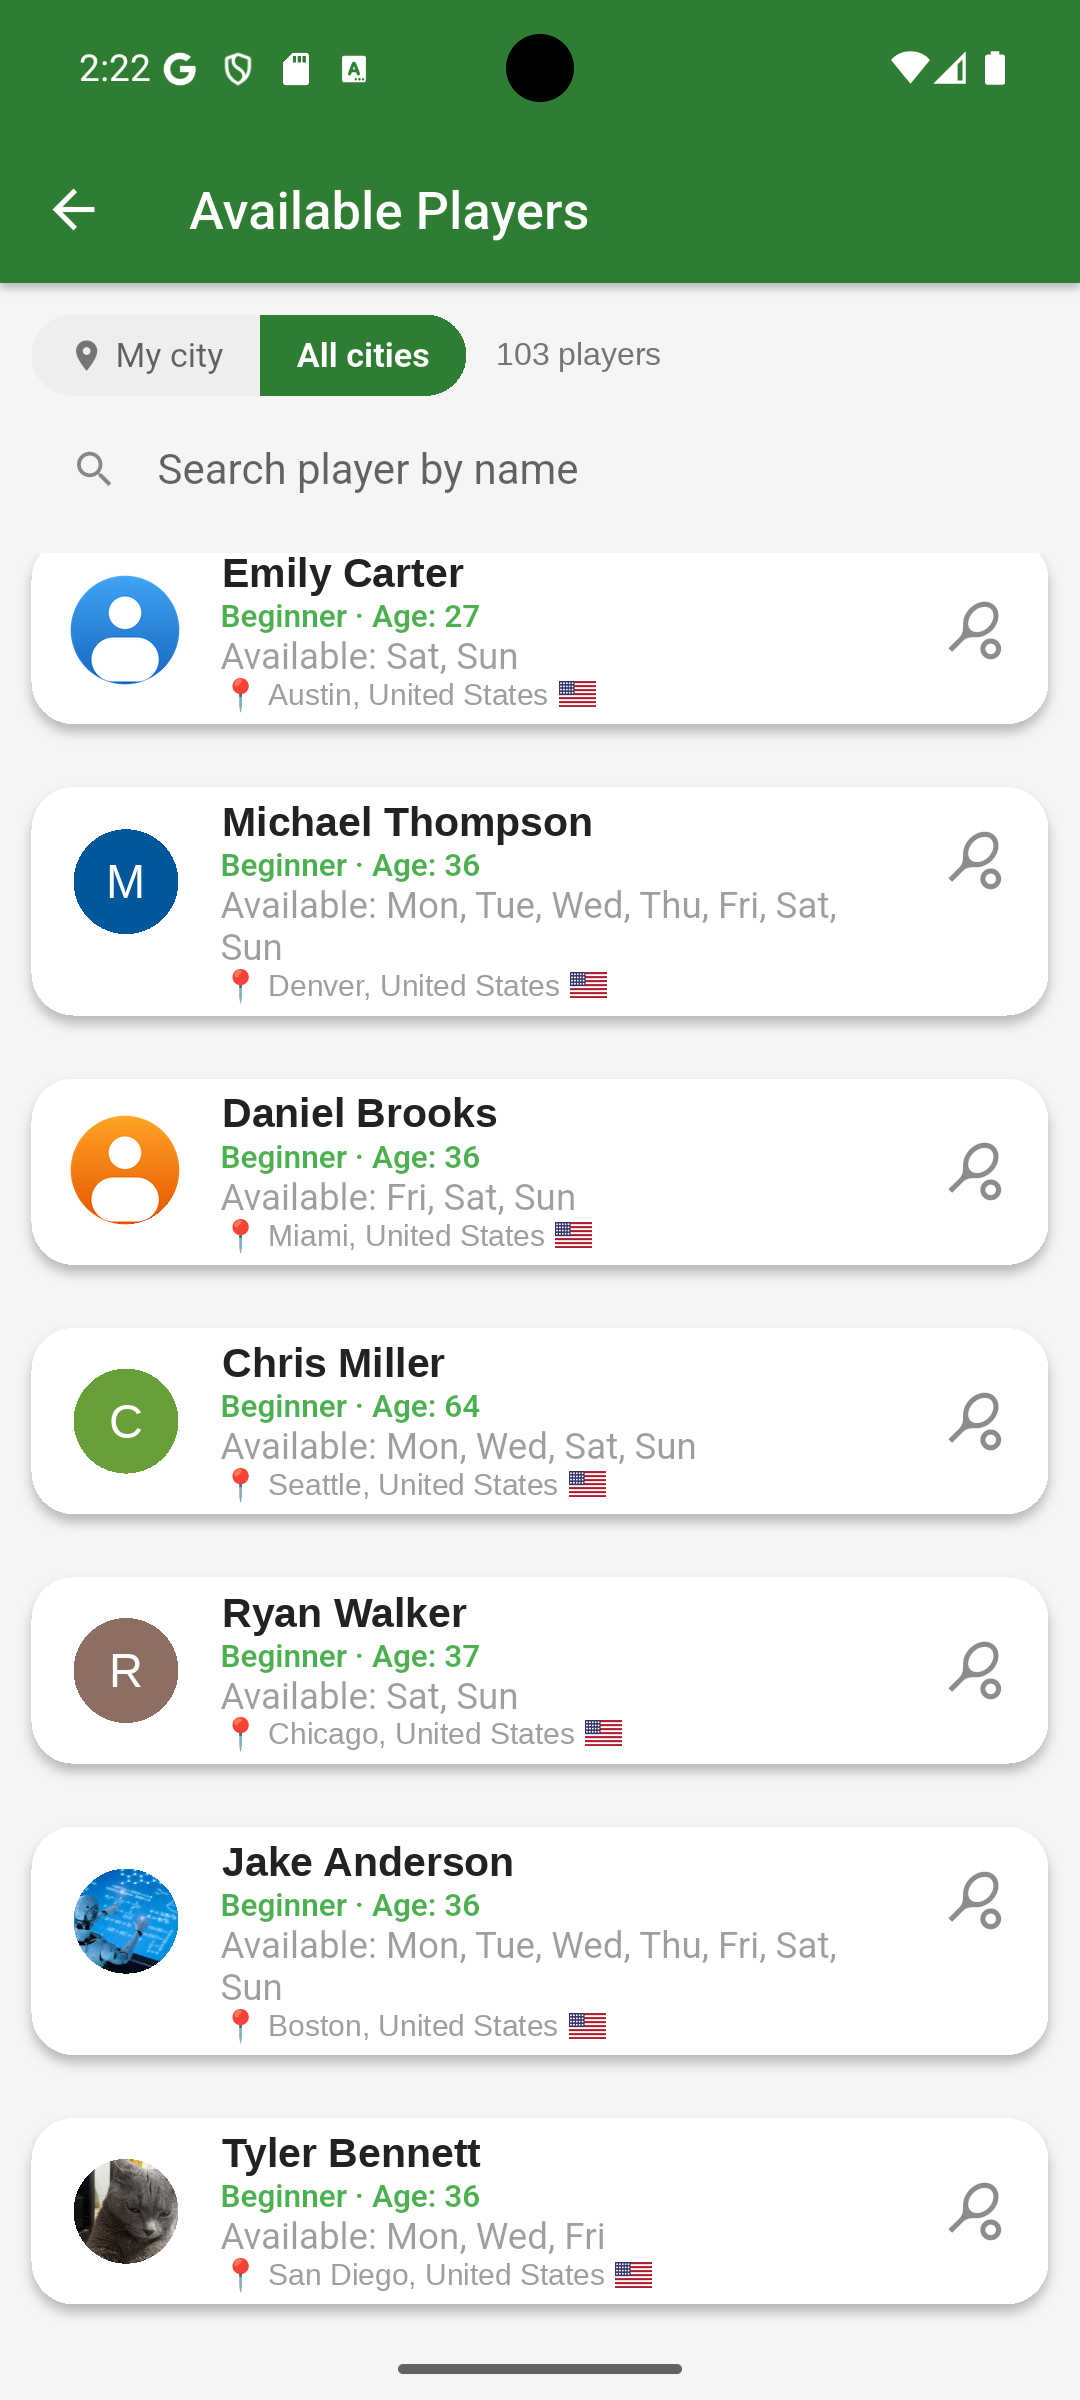 2:22
Available Players
My city
All cities
103 players
Search player by name
Emily Carter
Beginner · Age: 27
Available: Sat, Sun
Austin, United States
M
Michael Thompson
Beginner · Age: 36
Available: Mon, Tue, Wed, Thu, Fri, Sat,
Sun
Denver, United States
Daniel Brooks
Beginner · Age: 36
Available: Fri, Sat, Sun
Miami, United States
C
Chris Miller
Beginner · Age: 64
Available: Mon, Wed, Sat, Sun
Seattle, United States
R
Ryan Walker
Beginner · Age: 37
Available: Sat, Sun
Chicago, United States
Jake Anderson
Beginner · Age: 36
Available: Mon, Tue, Wed, Thu, Fri, Sat,
Sun
Boston, United States
Tyler Bennett
Beginner · Age: 36
Available: Mon, Wed, Fri
San Diego, United States